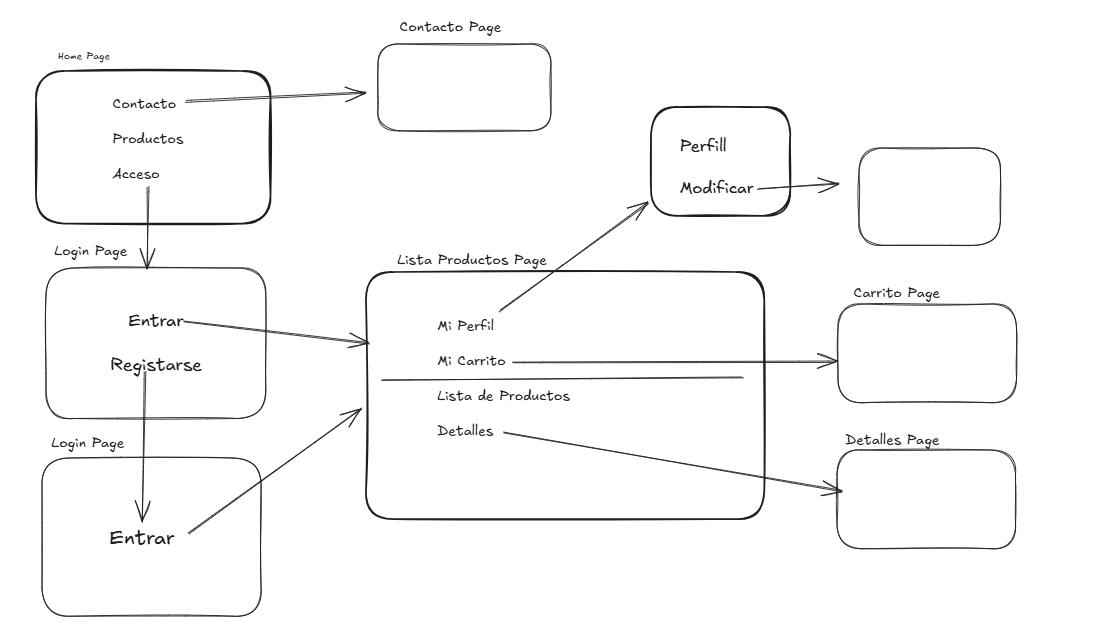 Contacto Page
Home Page
Contacto
Productos
Acceso
Perfill
Modificar
Login Page
Entrar
Registarse
Lista Productos Page
Mi Perfil
Mi Carrito
Lista de Productos
Detalles
Carrito Page
Detalles Page
Login Page
Entrar